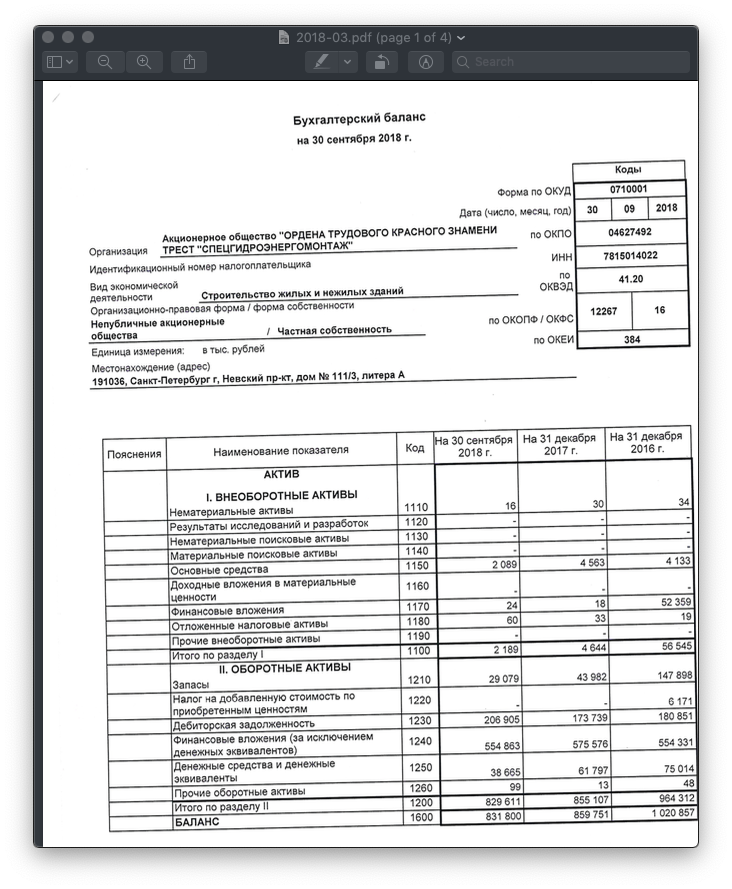 2018-03.pdf (page 1 of 4)
Search
Бухгалтерский баланс
на 30 сентября 2018 г.
Коды
Форма по ОКУД 0710001
Дата (число, месяц, год) 30 09 2018
Акционерное общество "ОРДЕНА ТРУДОВОГО КРАСНОГО ЗНАМЕНИ
Организация ТРЕСТ "СПЕЦГИДРОЭНЕРГОМОНТАЖ" по ОКПО 04627492
Идентификационный номер налогоплательщика ИНН 7815014022
Вид экономической
деятельности Строительство жилых и нежилых зданий
по
ОКВЭД 41.20
Организационно-правовая форма / форма собственности
Непубличные акционерные
общества / Частная собственность по ОКОПФ / ОКФС 12267 16
Единица измерения: в тыс. рублей по ОКЕИ 384
Местонахождение (адрес)
191036, Санкт-Петербург г, Невский пр-кт, дом № 111/3, литера А
Пояснения Наименование показателя Код На 30 сентября 2018 г. На 31 декабря 2017 г. На 31 декабря 2016 г.
АКТИВ
I. ВНЕОБОРОТНЫЕ АКТИВЫ
Нематериальные активы 1110 16 30 34
Результаты исследований и разработок 1120 - - -
Нематериальные поисковые активы 1130 - - -
Материальные поисковые активы 1140 - - -
Основные средства 1150 2 089 4 563 4 133
Доходные вложения в материальные
ценности 1160 - - -
Финансовые вложения 1170 24 18 52 359
Отложенные налоговые активы 1180 60 33 19
Прочие внеоборотные активы 1190 - - -
Итого по разделу I 1100 2 189 4 644 56 545
II. ОБОРОТНЫЕ АКТИВЫ
Запасы 1210 29 079 43 982 147 898
Налог на добавленную стоимость по
приобретенным ценностям 1220 - - 6 171
Дебиторская задолженность 1230 206 905 173 739 180 851
Финансовые вложения (за исключением
денежных эквивалентов) 1240 554 863 575 576 554 331
Денежные средства и денежные
эквиваленты 1250 38 665 61 797 75 014
Прочие оборотные активы 1260 99 13 48
Итого по разделу II 1200 829 611 855 107 964 312
БАЛАНС 1600 831 800 859 751 1 020 857